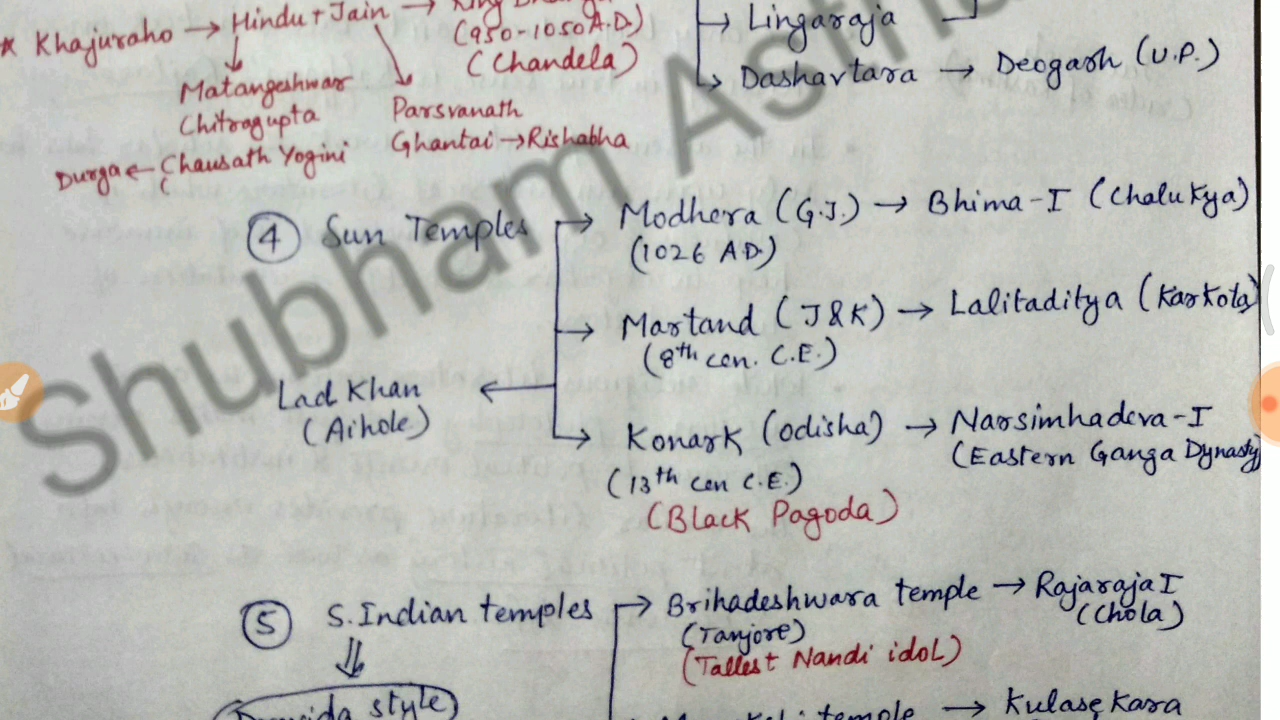 * Khajuraho → Hindu + Jain → King
(950-1050 A.D.)
(Chandela)
Matangeshwar
Chitragupta
Durga ← Chausath Yogini
Parsvanath
Ghantai → Rishabha
→ Lingaraja
→ Dashavtara → Deogarh (U.P.)
④ Sun Temples
→ Modhera (GJ.) → Bhima-I (Chalukya)
(1026 A.D.)
→ Martand (J&K) → Lalitaditya (Karkota)
(8th cen. C.E.)
Lad Khan ←
(Aihole)
→ Konark (Odisha) → Narsimhadeva-I
(13th cen C.E.) (Eastern Ganga Dynasty)
(Black Pagoda)
⑤ S. Indian temples → Brihadeshwara temple → Rajaraja I
(Tanjore) (Chola)
(Tallest Nandi idol)
style
temple → Kulasekara
Shubham